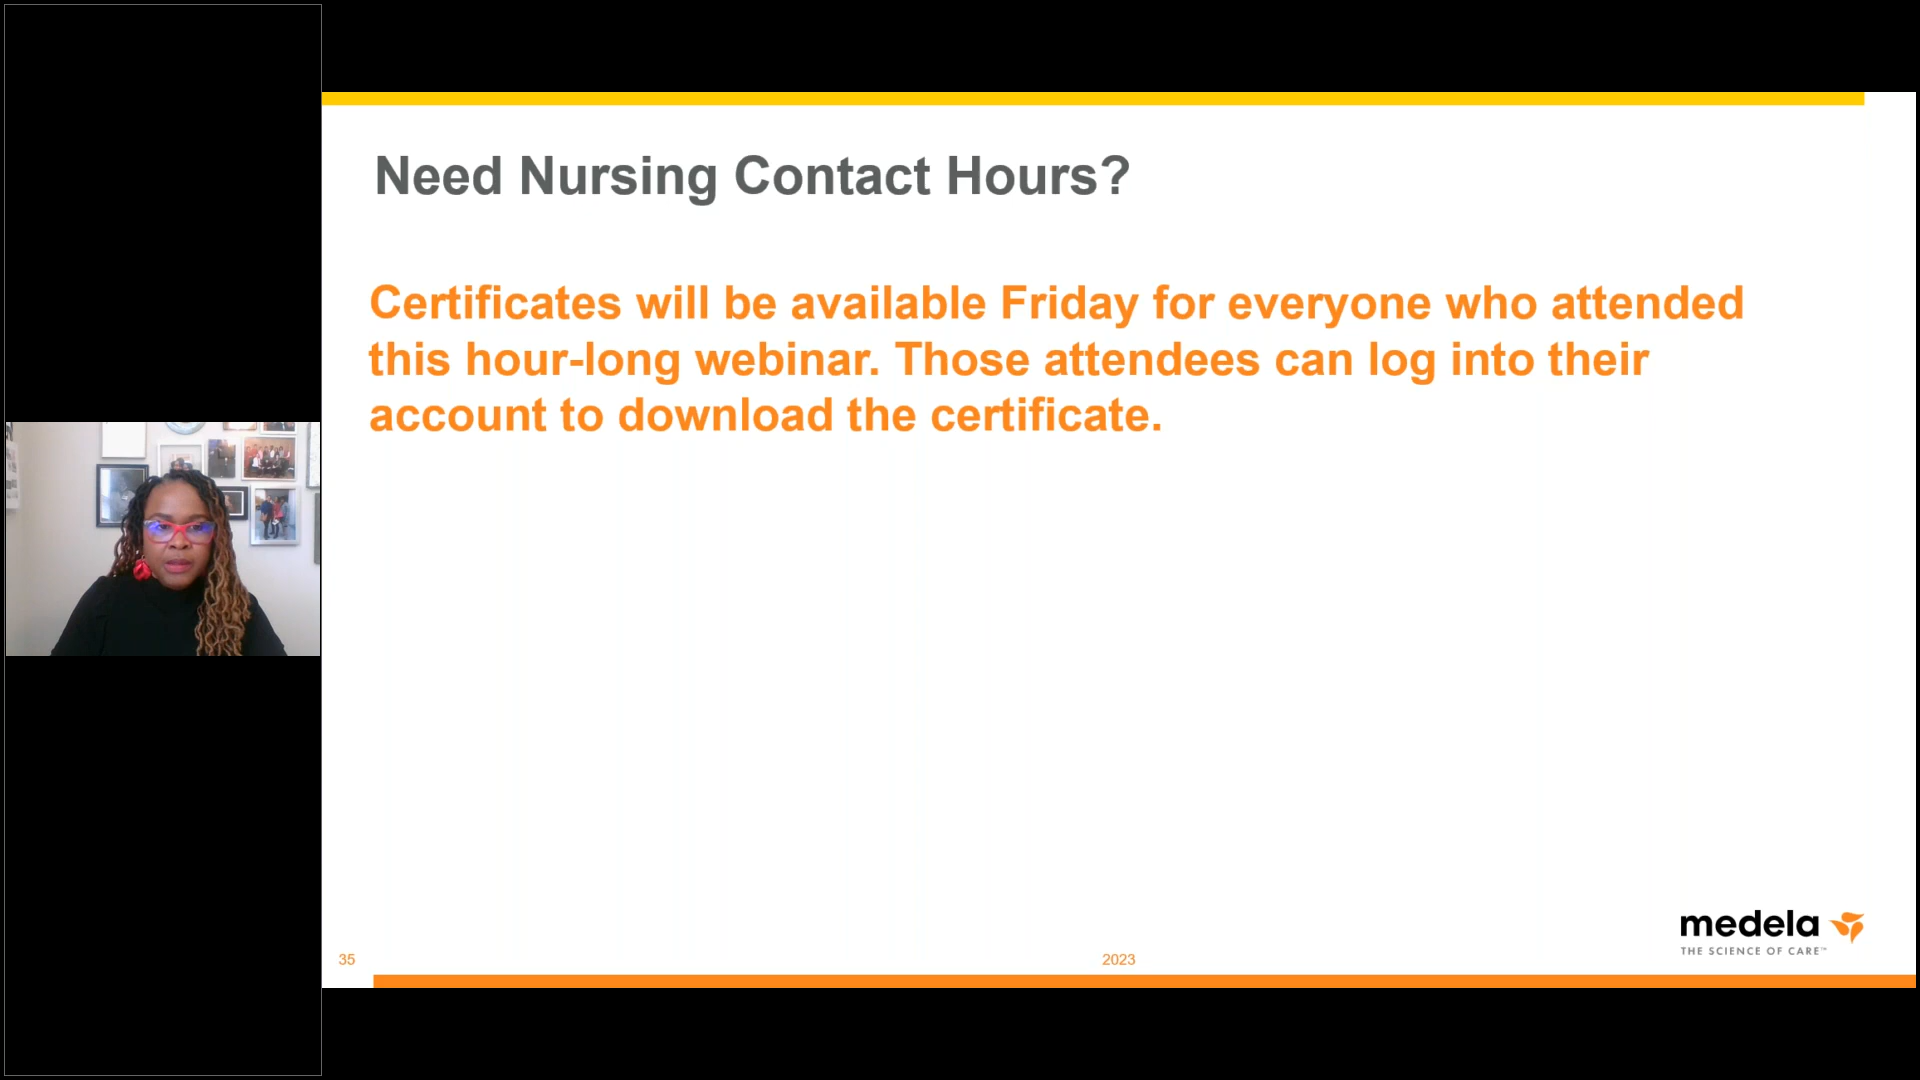 Need Nursing Contact Hours?
Certificates will be available Friday for everyone who attended
this hour-long webinar. Those attendees can log into their
account to download the certificate.
medela
THE SCIENCE OF CARE™
35
2023